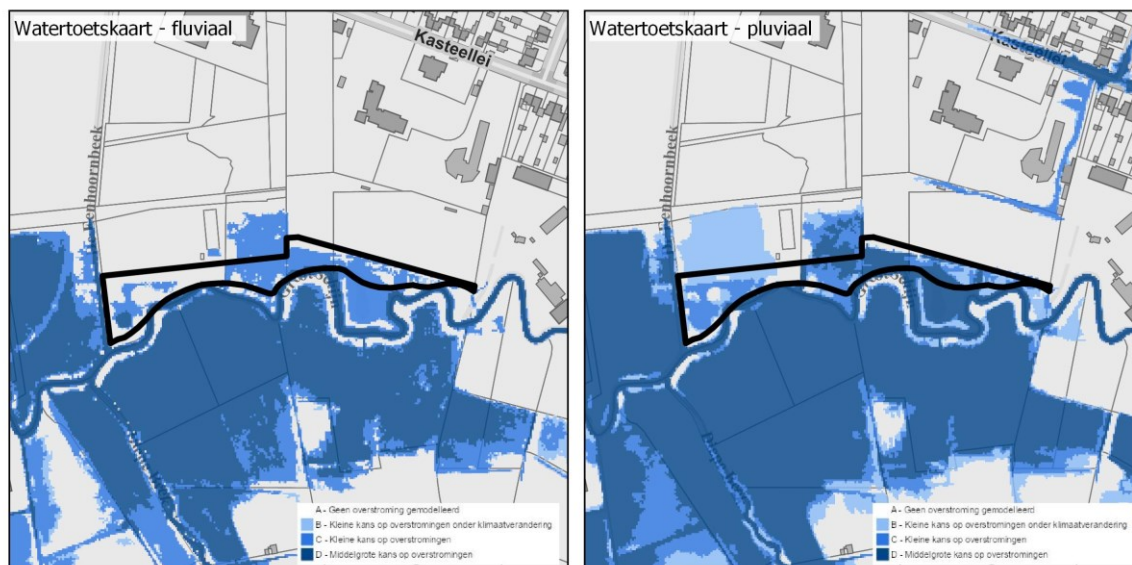 Watertoetskaart - fluviaal
Kasteellei
A - Geen overstroming gemodelleerd
B - Kleine kans op overstromingen onder klimaatverandering
C - Kleine kans op overstromingen
D - Middelgrote kans op overstromingen
Watertoetskaart - pluviaal
Kasteellei
A - Geen overstroming gemodelleerd
B - Kleine kans op overstromingen onder klimaatverandering
C - Kleine kans op overstromingen
D - Middelgrote kans op overstromingen